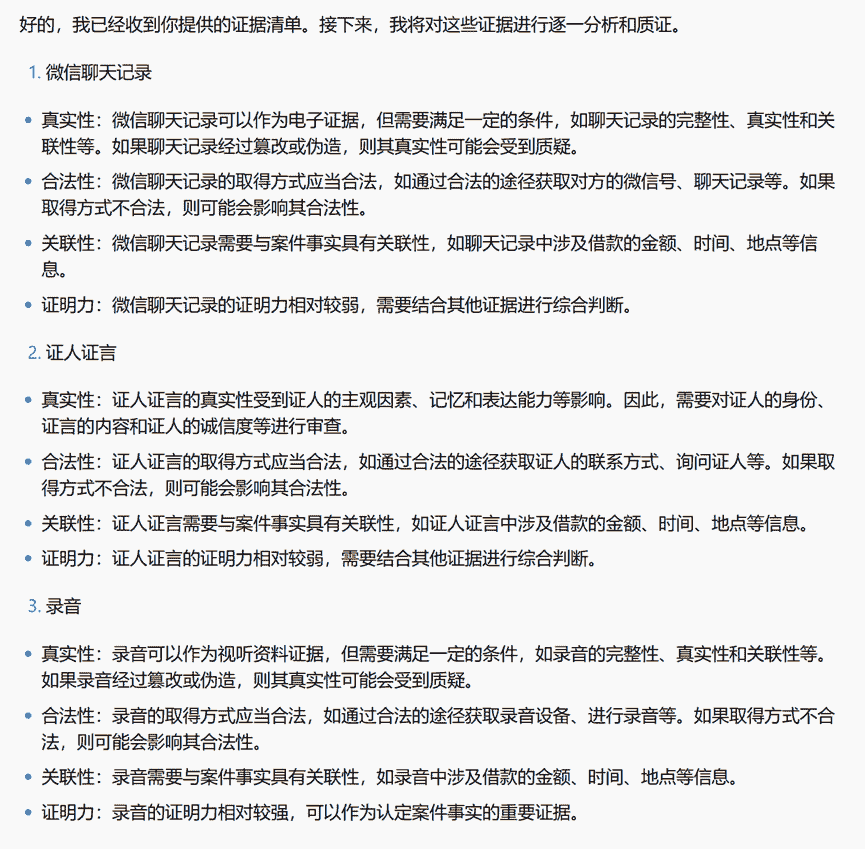 好的，我已经收到你提供的证据清单。接下来，我将对这些证据进行逐一分析和质证。
1. 微信聊天记录
• 真实性：微信聊天记录可以作为电子证据，但需要满足一定的条件，如聊天记录的完整性、真实性和关
联性等。如果聊天记录经过篡改或伪造，则其真实性可能会受到质疑。
• 合法性：微信聊天记录的取得方式应当合法，如通过合法的途径获取对方的微信号、聊天记录等。如果
取得方式不合法，则可能会影响其合法性。
• 关联性：微信聊天记录需要与案件事实具有关联性，如聊天记录中涉及借款的金额、时间、地点等信
息。
• 证明力：微信聊天记录的证明力相对较弱，需要结合其他证据进行综合判断。
2. 证人证言
• 真实性：证人证言的真实性受到证人的主观因素、记忆和表达能力等影响。因此，需要对证人的身份、
证言的内容和证人的诚信度等进行审查。
• 合法性：证人证言的取得方式应当合法，如通过合法的途径获取证人的联系方式、询问证人等。如果取
得方式不合法，则可能会影响其合法性。
• 关联性：证人证言需要与案件事实具有关联性，如证人证言中涉及借款的金额、时间、地点等信息。
• 证明力：证人证言的证明力相对较弱，需要结合其他证据进行综合判断。
3. 录音
• 真实性：录音可以作为视听资料证据，但需要满足一定的条件，如录音的完整性、真实性和关联性等。
如果录音经过篡改或伪造，则其真实性可能会受到质疑。
• 合法性：录音的取得方式应当合法，如通过合法的途径获取录音设备、进行录音等。如果取得方式不合
法，则可能会影响其合法性。
• 关联性：录音需要与案件事实具有关联性，如录音中涉及借款的金额、时间、地点等信息。
• 证明力：录音的证明力相对较强，可以作为认定案件事实的重要证据。